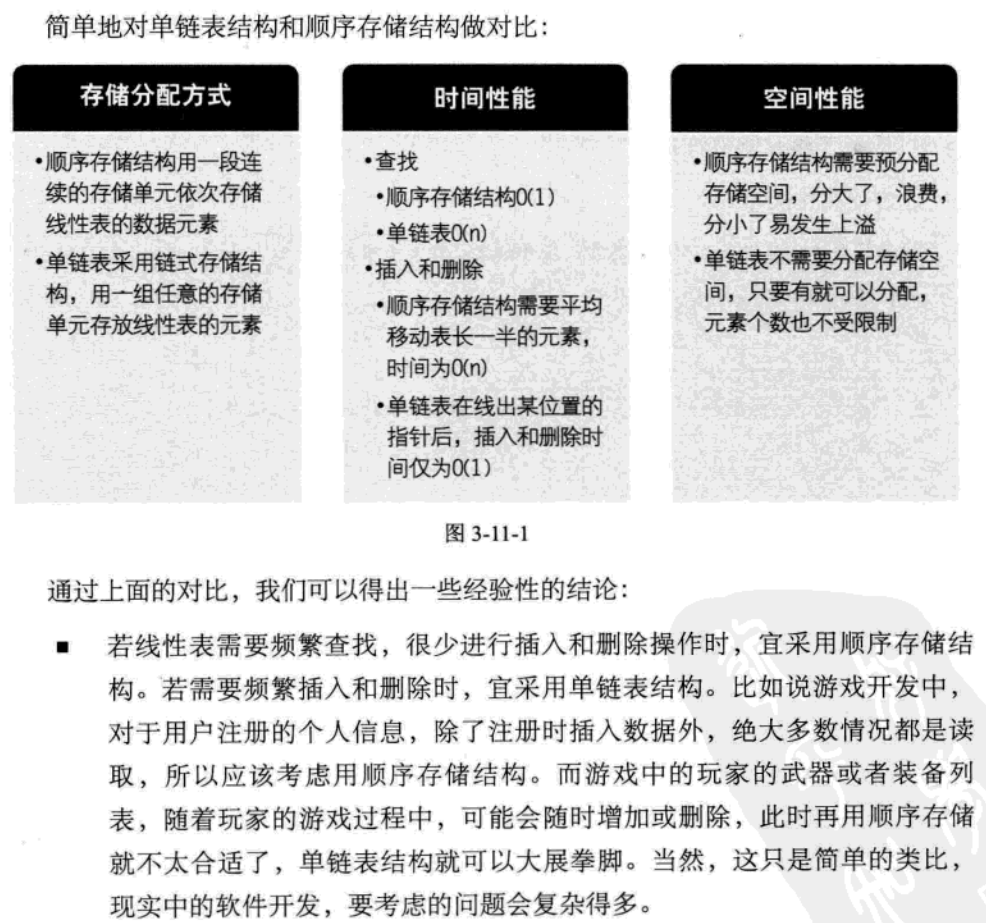 简单地对单链表结构和顺序存储结构做对比：
存储分配方式
•顺序存储结构用一段连
续的存储单元依次存储
线性表的数据元素
•单链表采用链式存储结
构，用一组任意的存储
单元存放线性表的元素
时间性能
•查找
•顺序存储结构O(1)
•单链表O(n)
•插入和删除
•顺序存储结构需要平均
移动表长一半的元素，
时间为O(n)
•单链表在线出某位置的
指针后，插入和删除时
间仅为O(1)
空间性能
•顺序存储结构需要预分配
存储空间，分大了，浪费，
分小了易发生上溢
•单链表不需要分配存储空
间，只要有就可以分配，
元素个数也不受限制
图 3-11-1
通过上面的对比，我们可以得出一些经验性的结论：
■ 若线性表需要频繁查找，很少进行插入和删除操作时，宜采用顺序存储结
构。若需要频繁插入和删除时，宜采用单链表结构。比如说游戏开发中，
对于用户注册的个人信息，除了注册时插入数据外，绝大多数情况都是读
取，所以应该考虑用顺序存储结构。而游戏中的玩家的武器或者装备列
表，随着玩家的游戏过程中，可能会随时增加或删除，此时再用顺序存储
就不太合适了，单链表结构就可以大展拳脚。当然，这只是简单的类比，
现实中的软件开发，要考虑的问题会复杂得多。